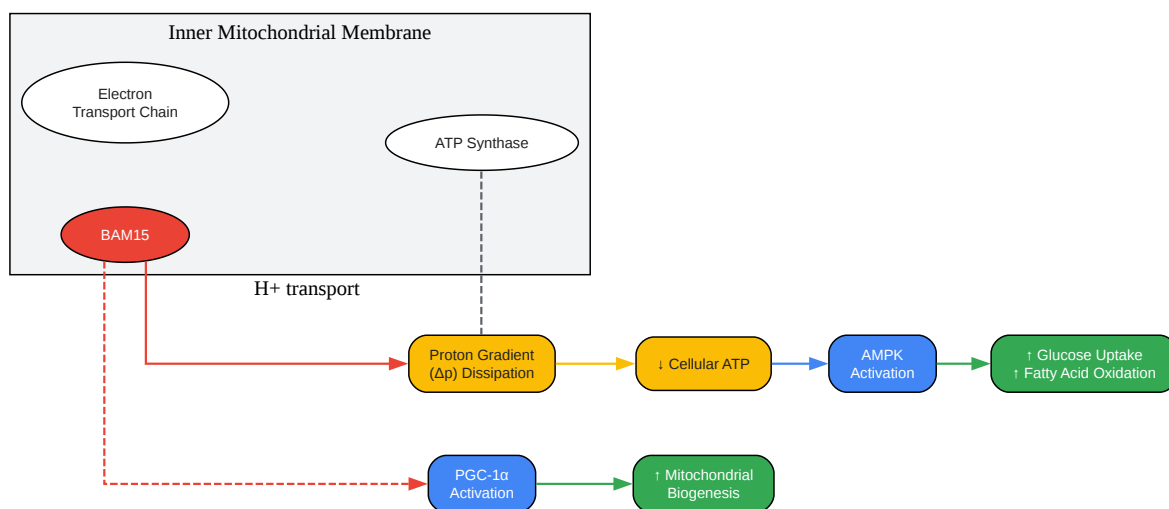 Inner Mitochondrial Membrane
Electron
Transport Chain
ATP Synthase
BAM15
H+ transport
Proton Gradient
(Δp) Dissipation
↓ Cellular ATP
AMPK
Activation
↑ Glucose Uptake
↑ Fatty Acid Oxidation
PGC-1α
Activation
↑ Mitochondrial
Biogenesis